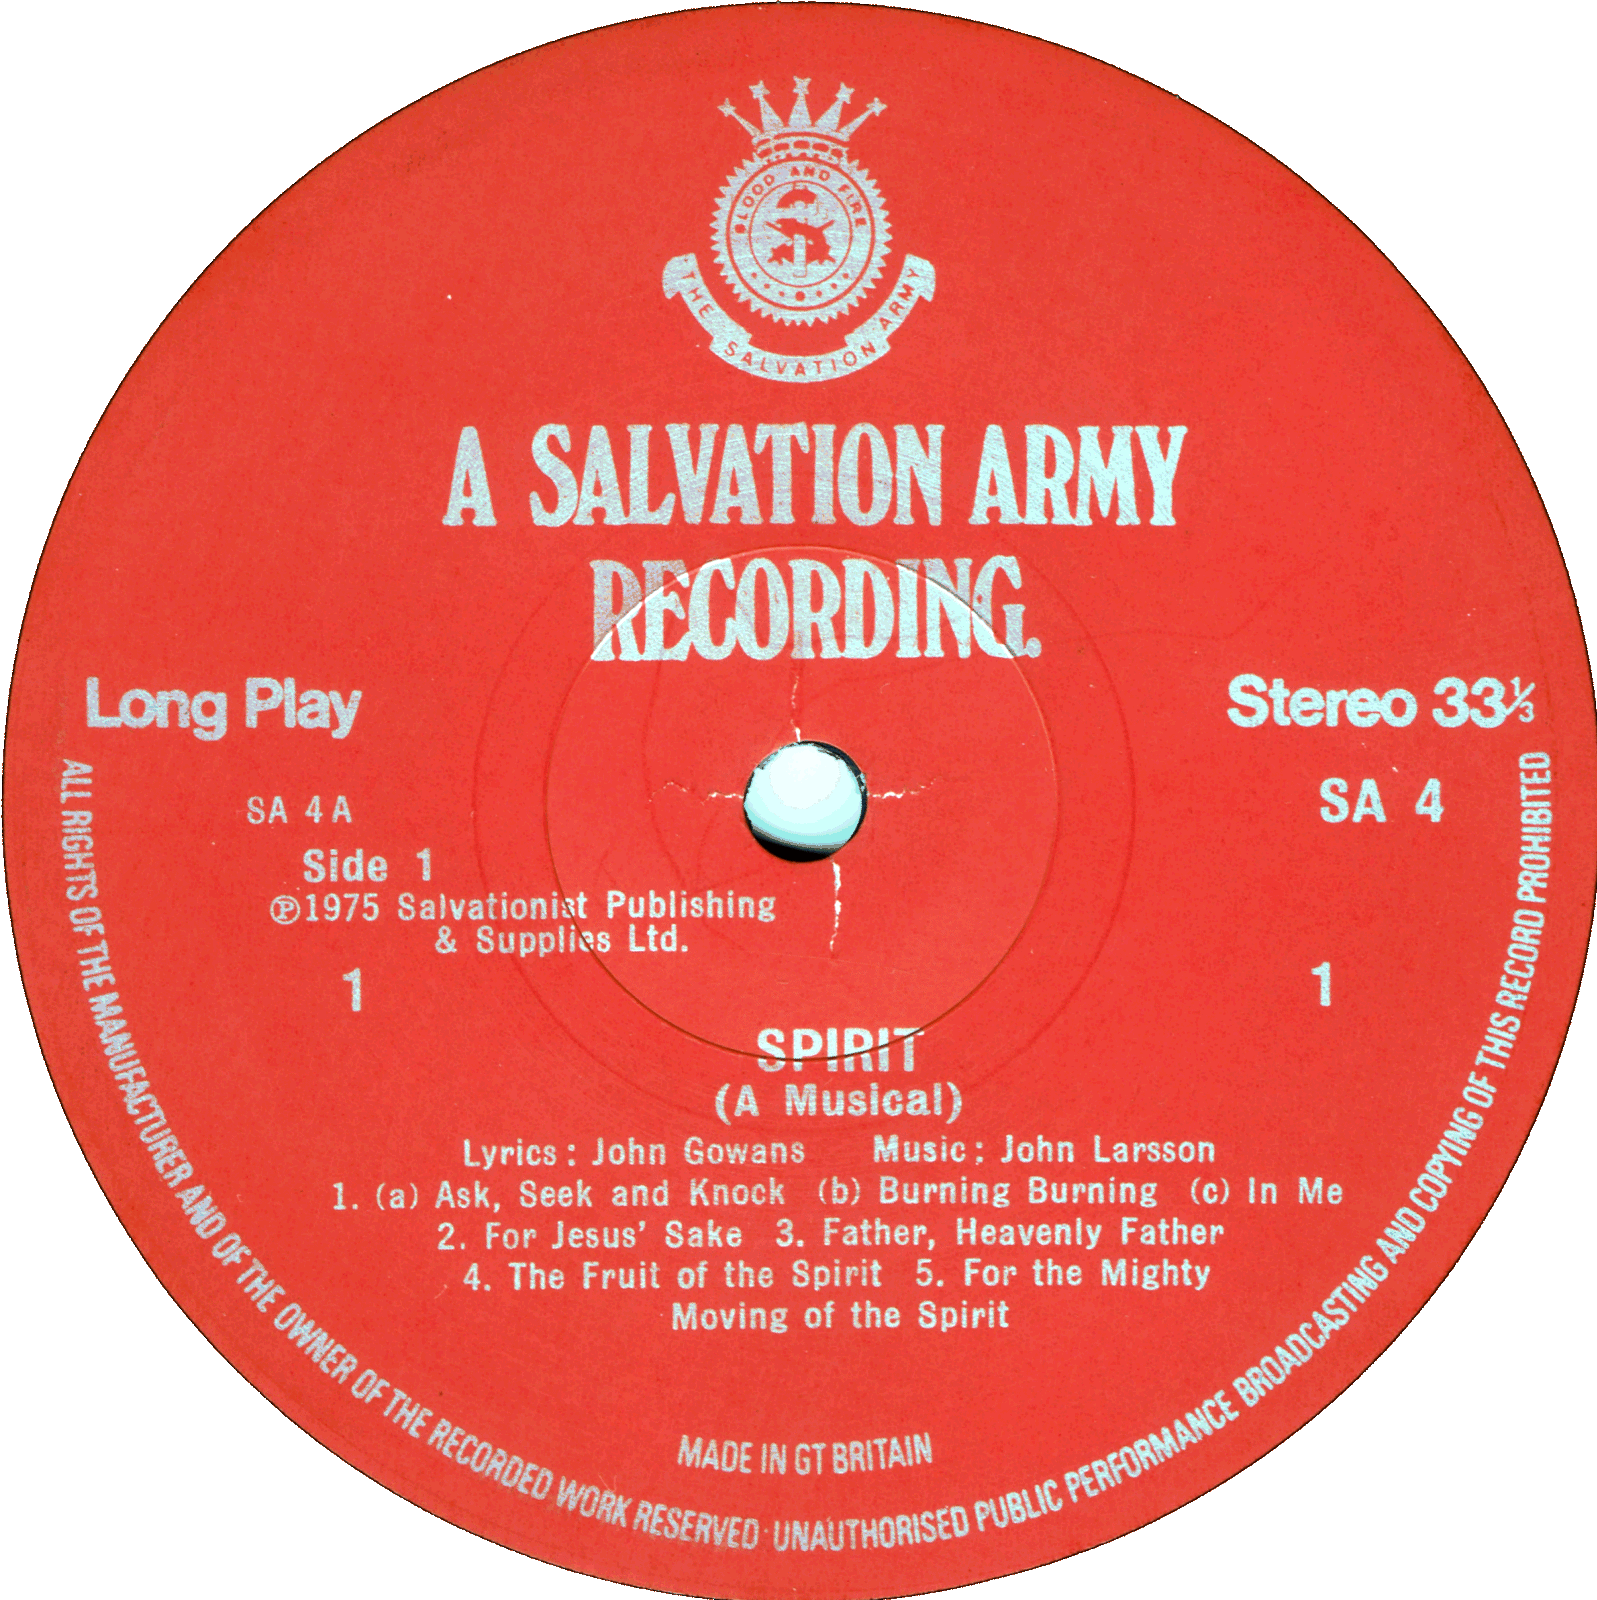 BLOOD AND FIRE
THE SALVATION ARMY
A SALVATION ARMY
RECORDING.
Long Play
Stereo 33⅓
SA 4 A
SA 4
Side 1
℗1975 Salvationist Publishing
& Supplies Ltd.
1
1
SPIRIT
(A Musical)
Lyrics: John Gowans Music: John Larsson
1. (a) Ask, Seek and Knock (b) Burning Burning (c) In Me
2. For Jesus' Sake 3. Father, Heavenly Father
4. The Fruit of the Spirit 5. For the Mighty
Moving of the Spirit
MADE IN GT BRITAIN
ALL RIGHTS OF THE MANUFACTURER AND OF THE OWNER OF THE RECORDED WORK RESERVED · UNAUTHORISED PUBLIC PERFORMANCE BROADCASTING AND COPYING OF THIS RECORD PROHIBITED